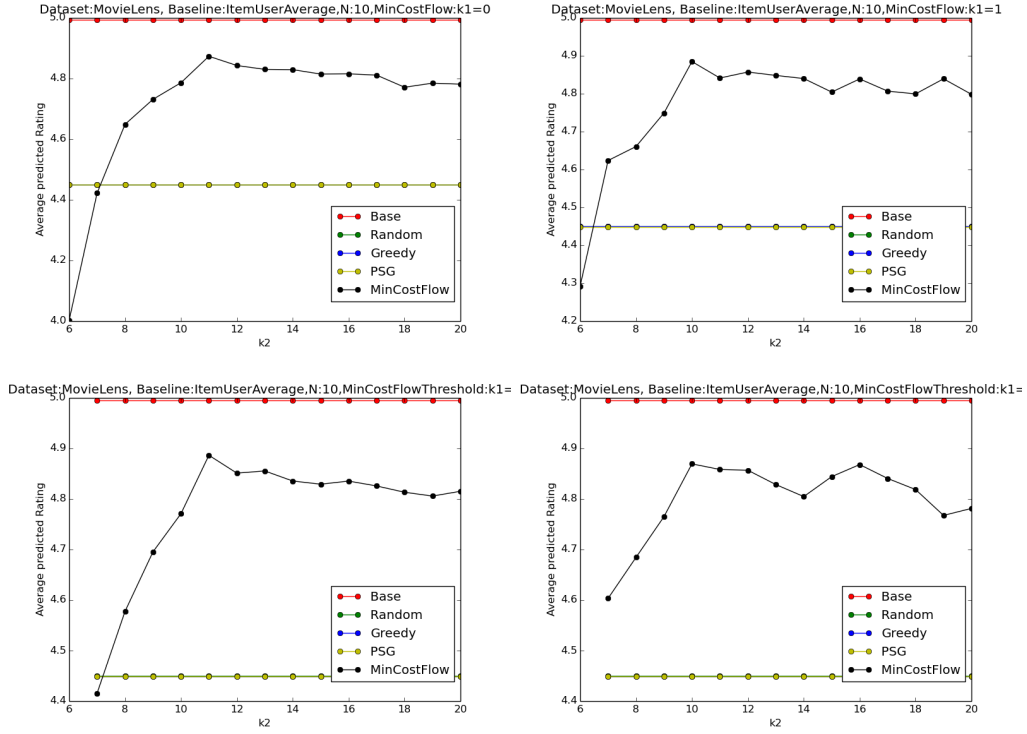 Dataset:MovieLens, Baseline:ItemUserAverage,N:10,MinCostFlow:k1=0
5.0
4.8
4.6
4.4
4.2
4.0
Average predicted Rating
Base
Random
Greedy
PSG
MinCostFlow
6 8 10 12 14 16 18 20
k2
Dataset:MovieLens, Baseline:ItemUserAverage,N:10,MinCostFlow:k1=1
5.0
4.9
4.8
4.7
4.6
4.5
4.4
4.3
4.2
Average predicted Rating
Base
Random
Greedy
PSG
MinCostFlow
6 8 10 12 14 16 18 20
k2
Dataset:MovieLens, Baseline:ItemUserAverage,N:10,MinCostFlowThreshold:k1=
5.0
4.9
4.8
4.7
4.6
4.5
4.4
Average predicted Rating
Base
Random
Greedy
PSG
MinCostFlow
6 8 10 12 14 16 18 20
k2
Dataset:MovieLens, Baseline:ItemUserAverage,N:10,MinCostFlowThreshold:k1=
5.0
4.9
4.8
4.7
4.6
4.5
4.4
Average predicted Rating
Base
Random
Greedy
PSG
MinCostFlow
6 8 10 12 14 16 18 20
k2